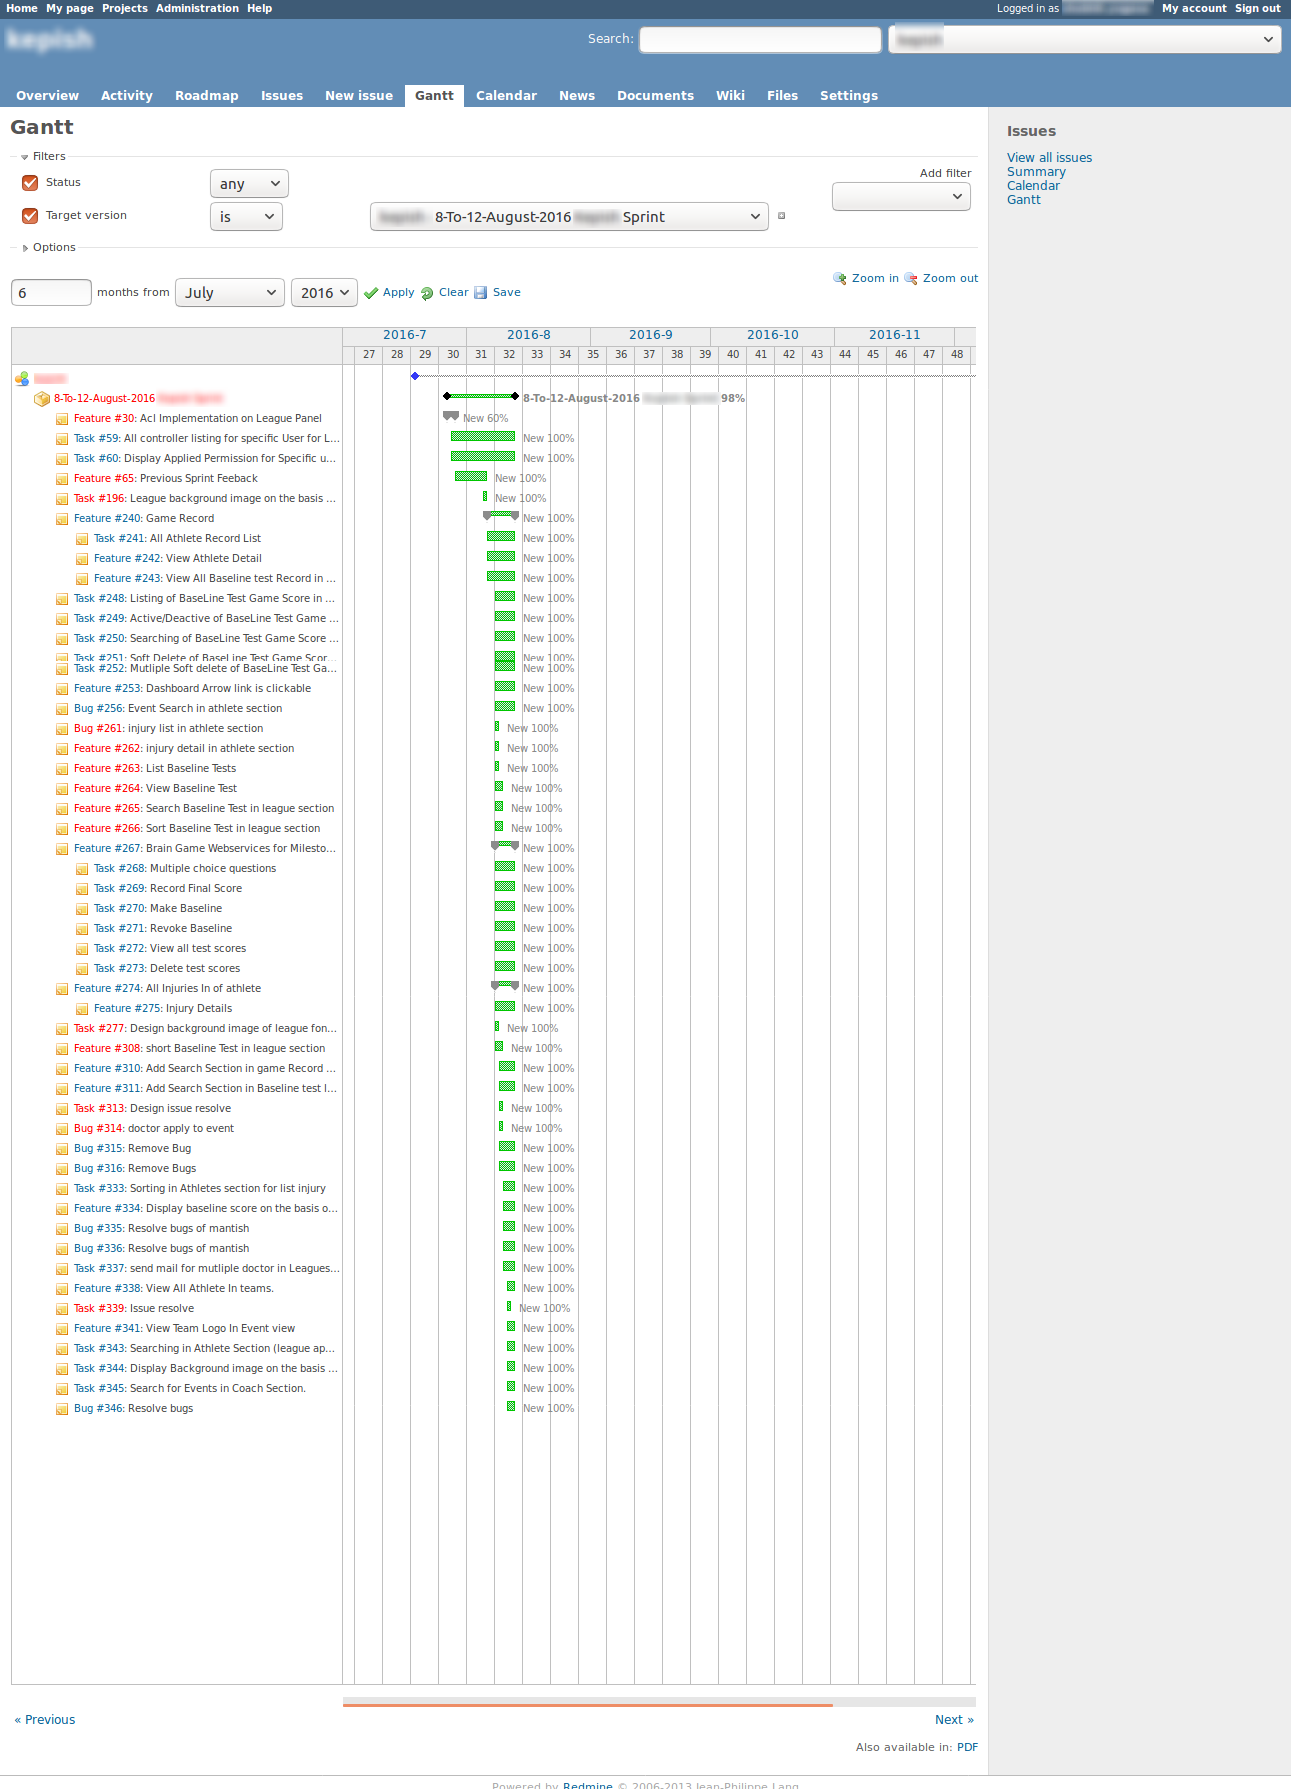 Home My page Projects Administration Help Logged in as My account Sign out
Search:
Overview Activity Roadmap Issues New issue Gantt Calendar News Documents Wiki Files Settings
Gantt
Filters
Status any Add filter
Target version is 8-To-12-August-2016 Sprint
Options
Zoom in Zoom out
6 months from July 2016 Apply Clear Save
2016-7 2016-8 2016-9 2016-10 2016-11
27 28 29 30 31 32 33 34 35 36 37 38 39 40 41 42 43 44 45 46 47 48
8-To-12-August-2016 8-To-12-August-2016 98%
Feature #30: Acl Implementation on League Panel New 60%
Task #59: All controller listing for specific User for L... New 100%
Task #60: Display Applied Permission for Specific u... New 100%
Feature #65: Previous Sprint Feeback New 100%
Task #196: League background image on the basis ... New 100%
Feature #240: Game Record New 100%
Task #241: All Athlete Record List New 100%
Feature #242: View Athlete Detail New 100%
Feature #243: View All Baseline test Record in ... New 100%
Task #248: Listing of BaseLine Test Game Score in ... New 100%
Task #249: Active/Deactive of BaseLine Test Game ... New 100%
Task #250: Searching of BaseLine Test Game Score ... New 100%
Task #251: Soft Delete of BaseLine Test Game Scor... New 100%
Task #252: Mutliple Soft delete of BaseLine Test Ga... New 100%
Feature #253: Dashboard Arrow link is clickable New 100%
Bug #256: Event Search in athlete section New 100%
Bug #261: injury list in athlete section New 100%
Feature #262: injury detail in athlete section New 100%
Feature #263: List Baseline Tests New 100%
Feature #264: View Baseline Test New 100%
Feature #265: Search Baseline Test in league section New 100%
Feature #266: Sort Baseline Test in league section New 100%
Feature #267: Brain Game Webservices for Milesto... New 100%
Task #268: Multiple choice questions New 100%
Task #269: Record Final Score New 100%
Task #270: Make Baseline New 100%
Task #271: Revoke Baseline New 100%
Task #272: View all test scores New 100%
Task #273: Delete test scores New 100%
Feature #274: All Injuries In of athlete New 100%
Feature #275: Injury Details New 100%
Task #277: Design background image of league fon... New 100%
Feature #308: short Baseline Test in league section New 100%
Feature #310: Add Search Section in game Record ... New 100%
Feature #311: Add Search Section in Baseline test l... New 100%
Task #313: Design issue resolve New 100%
Bug #314: doctor apply to event New 100%
Bug #315: Remove Bug New 100%
Bug #316: Remove Bugs New 100%
Task #333: Sorting in Athletes section for list injury New 100%
Feature #334: Display baseline score on the basis o... New 100%
Bug #335: Resolve bugs of mantish New 100%
Bug #336: Resolve bugs of mantish New 100%
Task #337: send mail for mutliple doctor in Leagues... New 100%
Feature #338: View All Athlete In teams. New 100%
Task #339: Issue resolve New 100%
Feature #341: View Team Logo In Event view New 100%
Task #343: Searching in Athlete Section (league ap... New 100%
Task #344: Display Background image on the basis ... New 100%
Task #345: Search for Events in Coach Section. New 100%
Bug #346: Resolve bugs New 100%
« Previous Next »
Also available in: PDF
Powered by Redmine © 2006-2013 Jean-Philippe Lang
Issues
View all issues
Summary
Calendar
Gantt